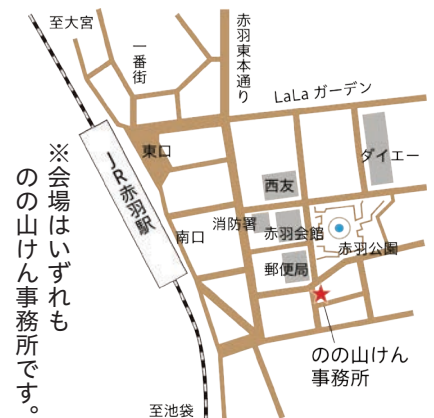 至大宮
一番街
赤羽東本通り
LaLa ガーデン
東口
ダイエー
JR赤羽駅
西友
消防署
赤羽会館
南口
赤羽公園
郵便局
のの山けん
事務所
至池袋
※会場はいずれも
のの山けん事務所です。